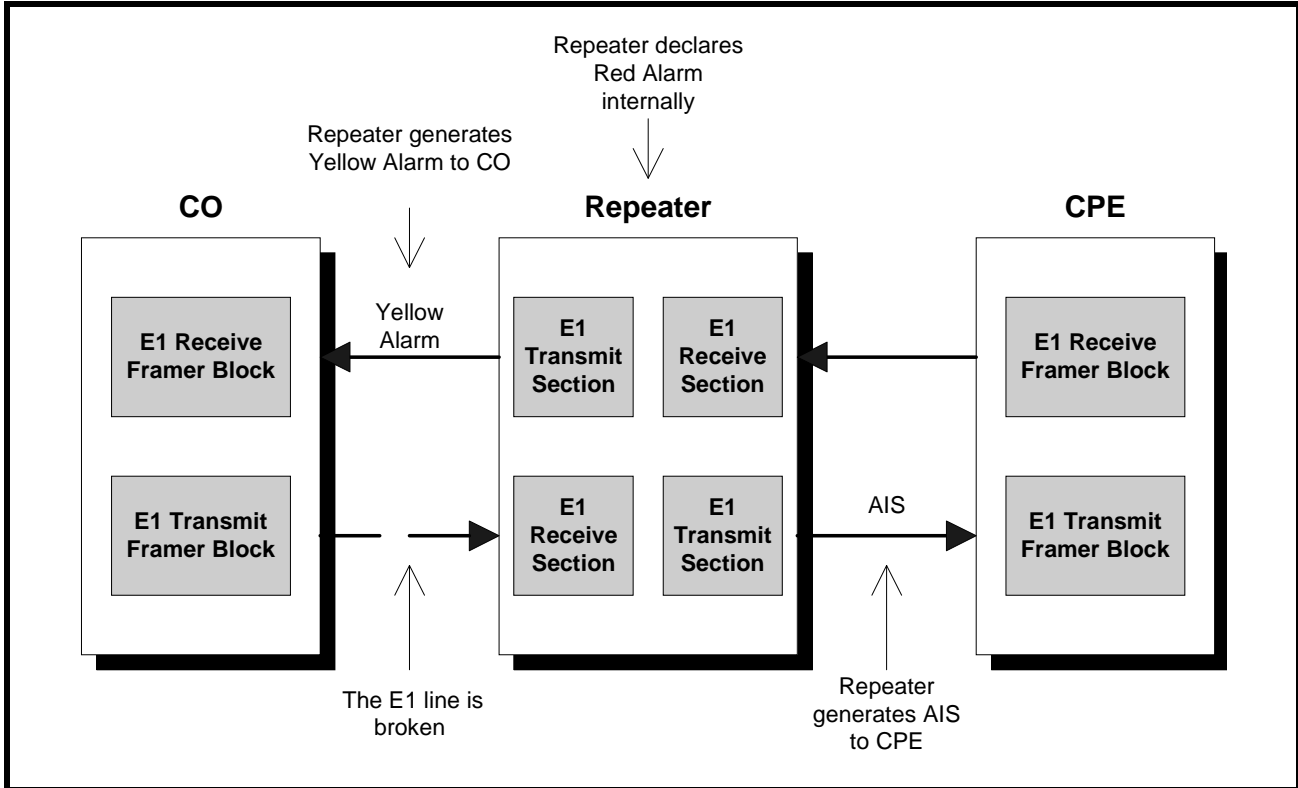 Repeater declares
Red Alarm
internally
Repeater generates
Yellow Alarm to CO
CO
Repeater
CPE
E1 Receive
Framer Block
Yellow
Alarm
E1
Transmit
Section
E1
Receive
Section
E1 Receive
Framer Block
E1 Transmit
Framer Block
E1
Receive
Section
E1
Transmit
Section
AIS
E1 Transmit
Framer Block
The E1 line is
broken
Repeater
generates AIS
to CPE